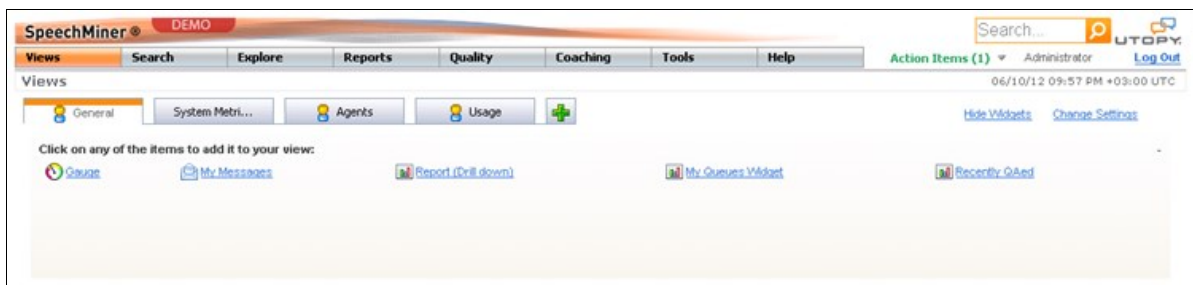 SpeechMiner ® DEMO Search... UTOPY.
Views Search Explore Reports Quality Coaching Tools Help Action Items (1) Administrator Log Out
Views 06/10/12 09:57 PM +03:00 UTC
General System Metri... Agents Usage Hide Widgets Change Settings
Click on any of the items to add it to your view: -
Gauge My Messages Report (Drill down) My Queues Widget Recently QAed